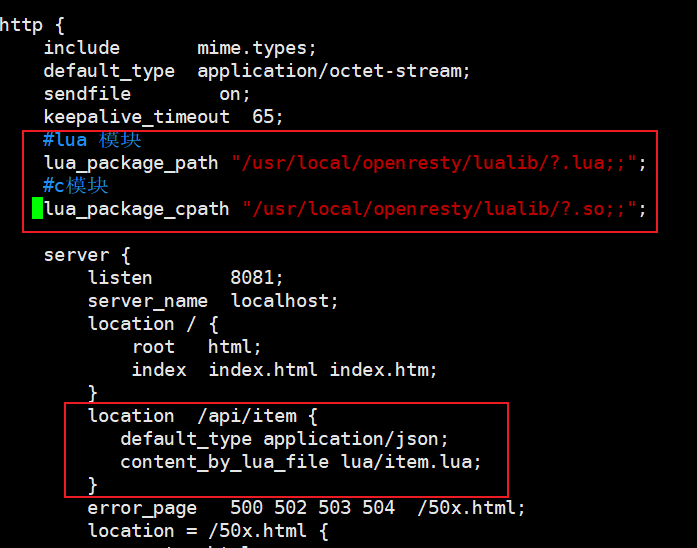 http {
    include       mime.types;
    default_type  application/octet-stream;
    sendfile        on;
    keepalive_timeout  65;
    #lua 模块
    lua_package_path "/usr/local/openresty/lualib/?.lua;;";
    #c模块
    lua_package_cpath "/usr/local/openresty/lualib/?.so;;";
    server {
        listen       8081;
        server_name  localhost;
        location / {
            root   html;
            index  index.html index.htm;
        }
        location  /api/item {
           default_type application/json;
           content_by_lua_file lua/item.lua;
        }
        error_page   500 502 503 504  /50x.html;
        location = /50x.html {